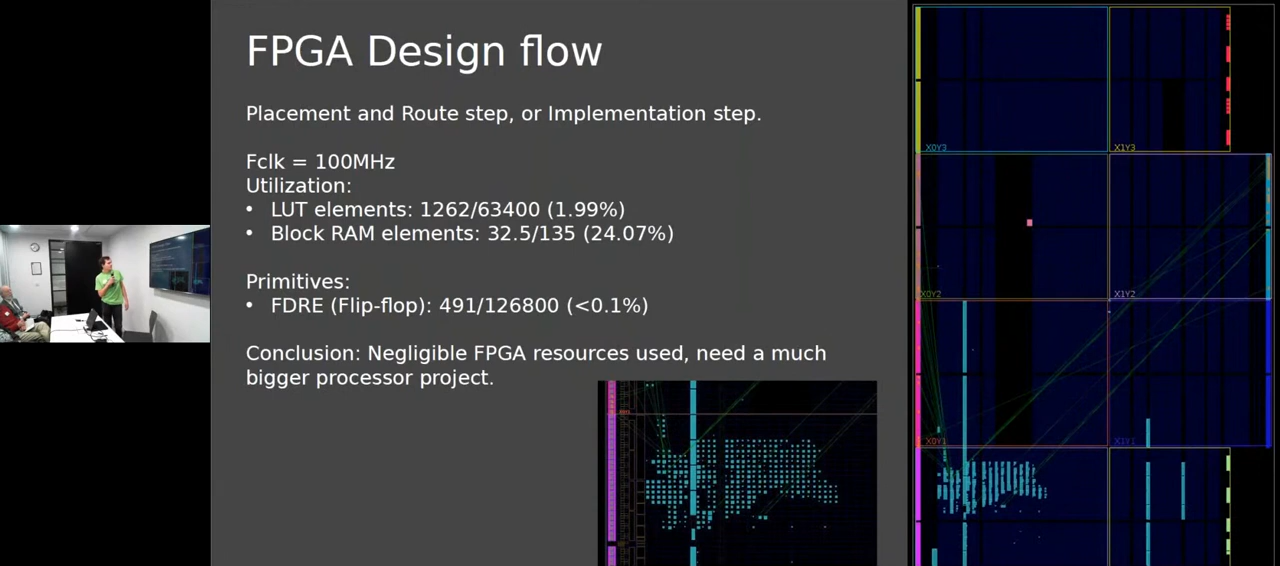 FPGA Design flow
Placement and Route step, or Implementation step.
Fclk = 100MHz
Utilization:
• LUT elements: 1262/63400 (1.99%)
• Block RAM elements: 32.5/135 (24.07%)
Primitives:
• FDRE (Flip-flop): 491/126800 (<0.1%)
Conclusion: Negligible FPGA resources used, need a much
bigger processor project.
X0Y3
X1Y3
X0Y2
X1Y2
X0Y1
X1Y1